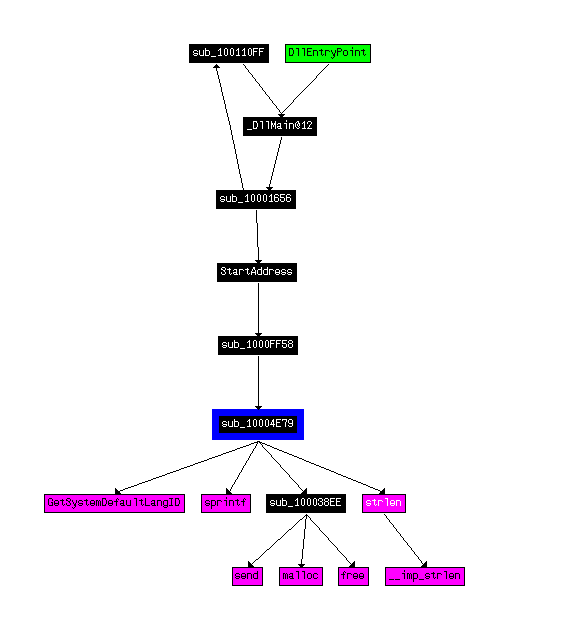 sub_100110FF
DllEntryPoint
_DllMain@12
sub_10001656
StartAddress
sub_1000FF58
sub_10004E79
GetSystemDefaultLangID
sprintf
sub_100038EE
strlen
send
malloc
free
__imp_strlen